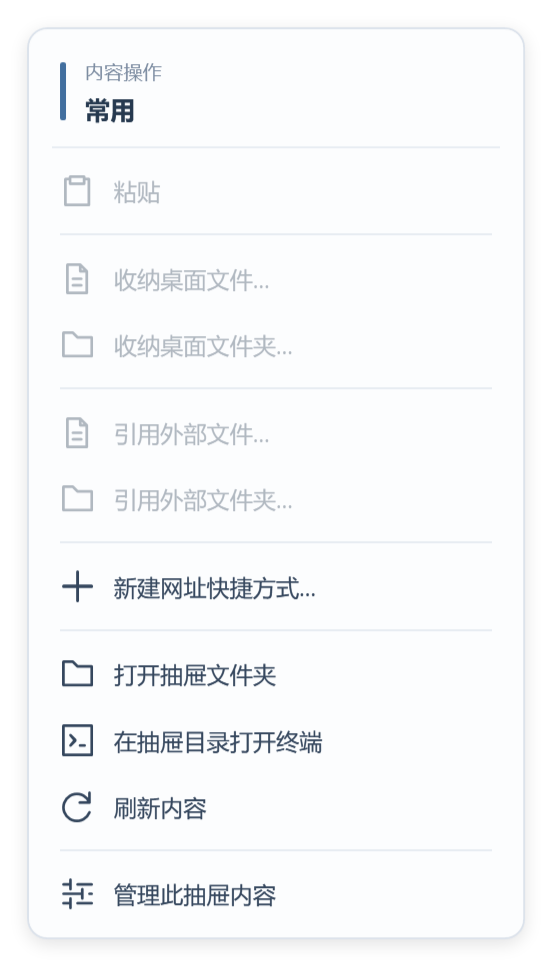 内容操作
常用
粘贴
收纳桌面文件...
收纳桌面文件夹...
引用外部文件...
引用外部文件夹...
新建网址快捷方式...
打开抽屉文件夹
在抽屉目录打开终端
刷新内容
管理此抽屉内容